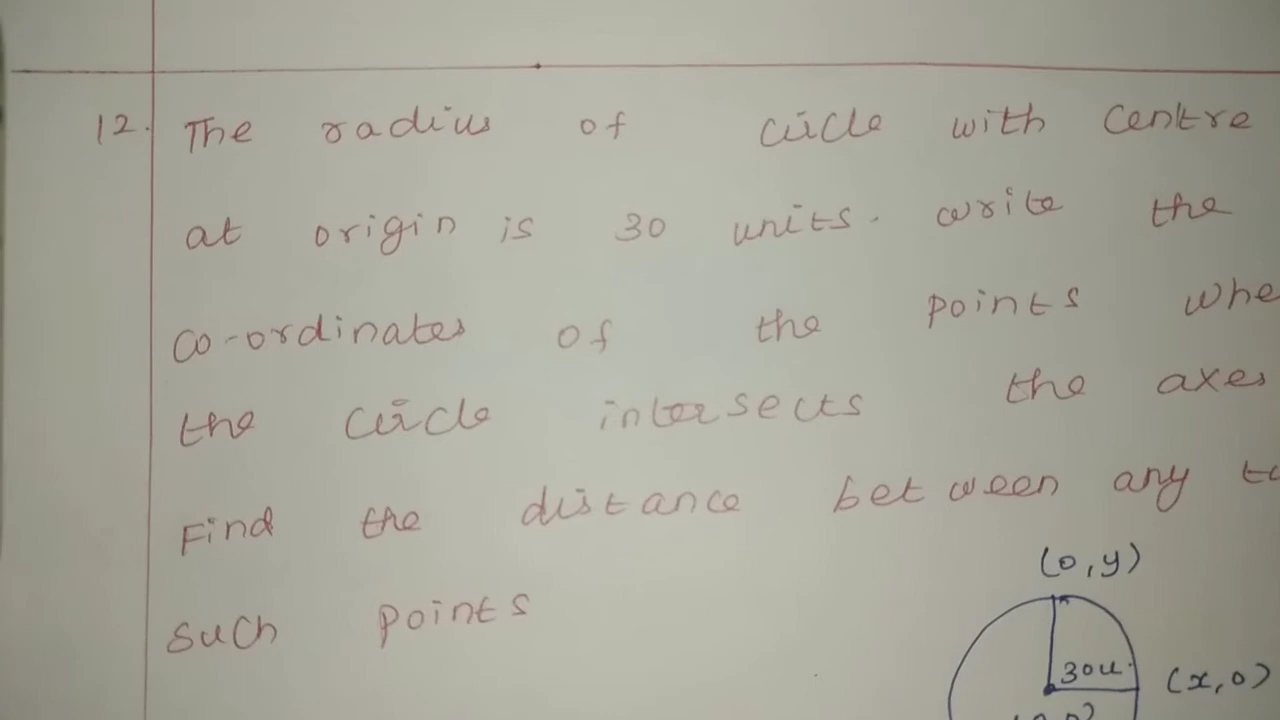 12. The radius of circle with centre
at origin is 30 units. write the
co-ordinates of the points whe
the circle intersects the axes
Find the distance between any
such points
(0,y)
30u.
(x,0)